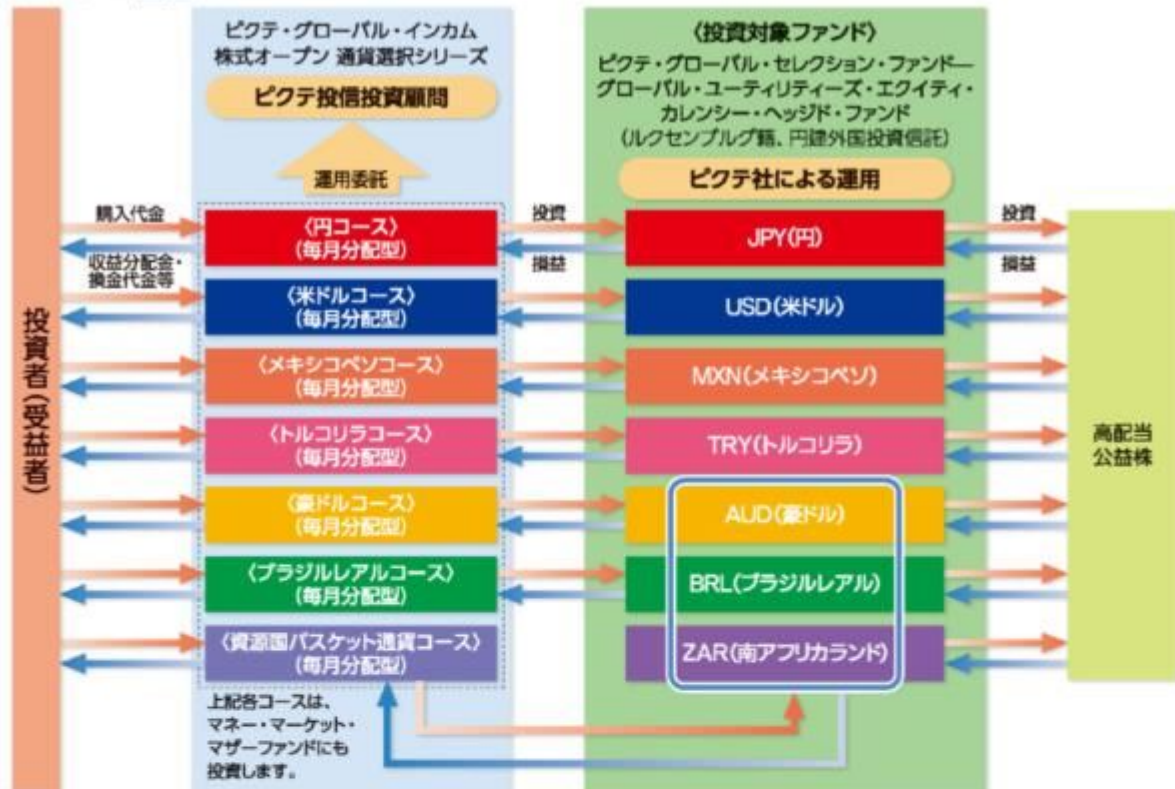 ピクテ・グローバル・インカム
株式オープン 通貨選択シリーズ
ピクテ投信投資顧問
運用委託
〈投資対象ファンド〉
ピクテ・グローバル・セレクション・ファンド―
グローバル・ユーティリティーズ・エクイティ・
カレンシー・ヘッジド・ファンド
(ルクセンブルグ籍、円建外国投資信託)
ピクテ社による運用
投資者(受益者)
購入代金
収益分配金・
換金代金等
〈円コース〉
(毎月分配型)
投資
損益
JPY(円)
投資
損益
〈米ドルコース〉
(毎月分配型)
USD(米ドル)
〈メキシコペソコース〉
(毎月分配型)
MXN(メキシコペソ)
〈トルコリラコース〉
(毎月分配型)
TRY(トルコリラ)
高配当
公益株
〈豪ドルコース〉
(毎月分配型)
AUD(豪ドル)
〈ブラジルレアルコース〉
(毎月分配型)
BRL(ブラジルレアル)
〈資源国バスケット通貨コース〉
(毎月分配型)
ZAR(南アフリカランド)
上記各コースは、
マネー・マーケット・
マザーファンドにも
投資します。